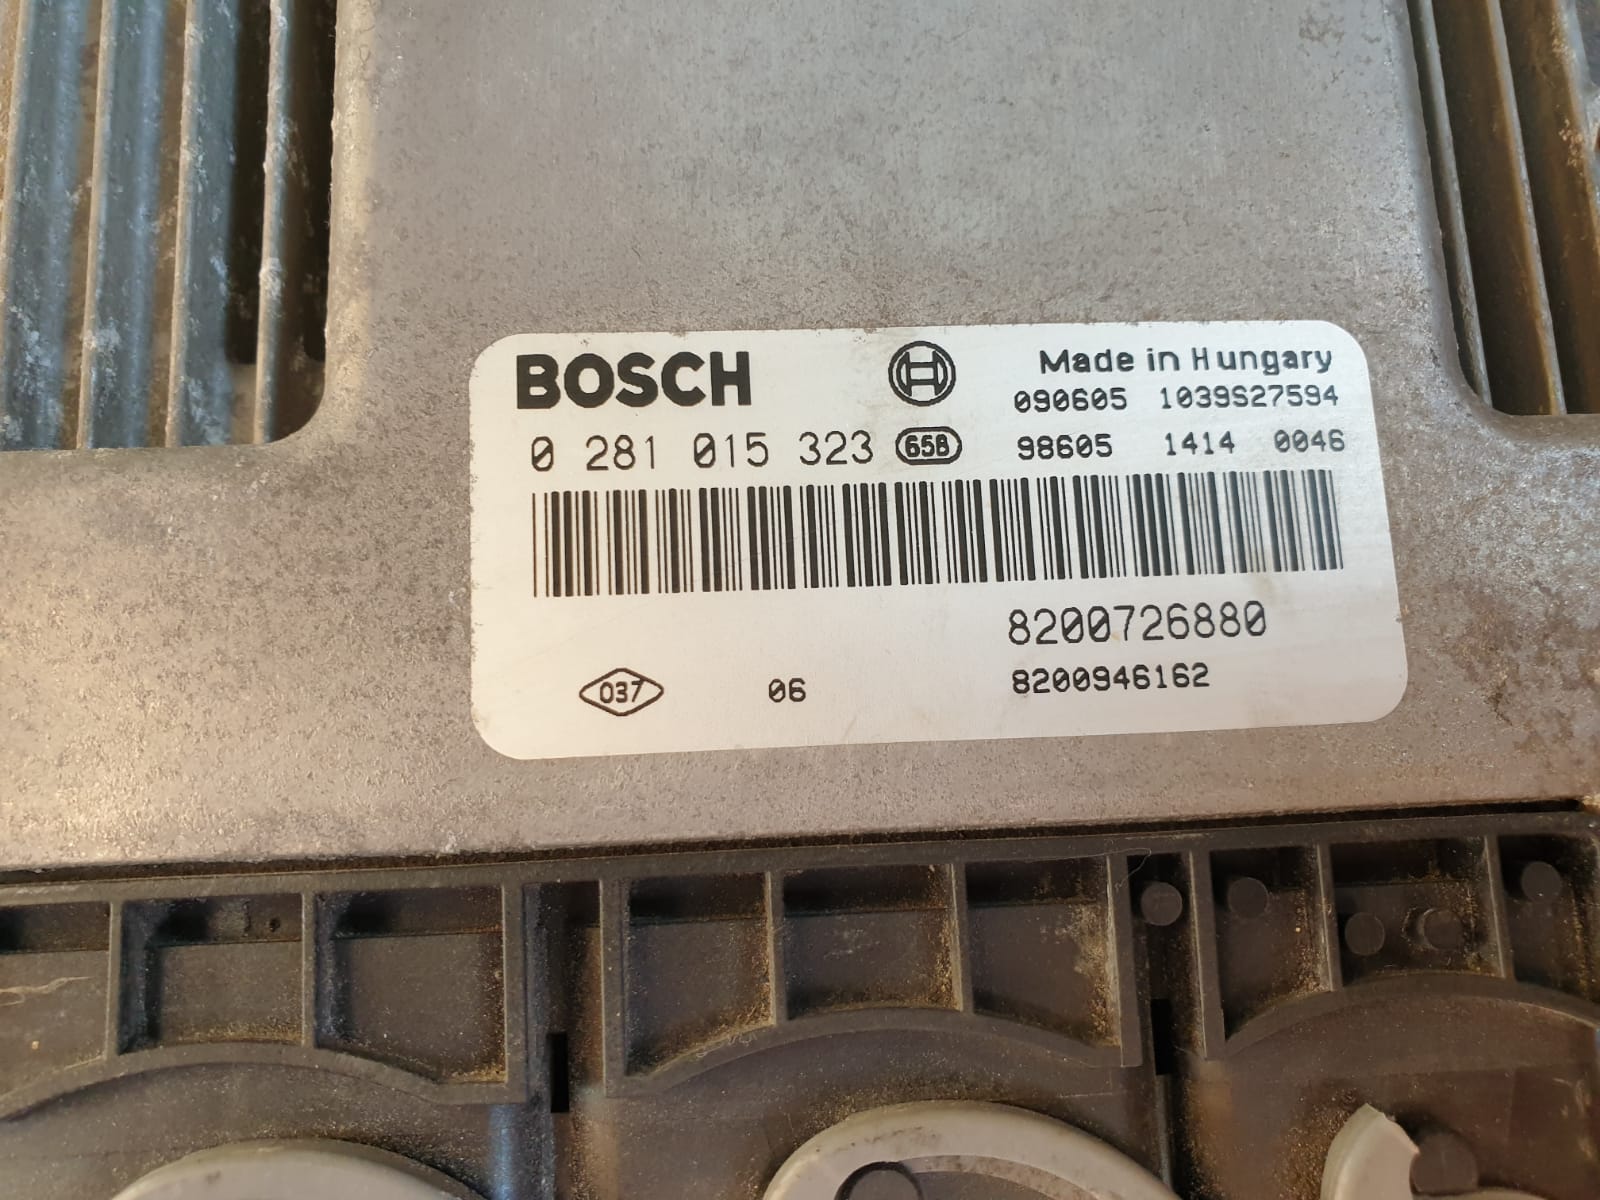 BOSCH
Made in Hungary
090605 1039S27594
0 281 015 323 658 98605 1414 0046
8200726880
037 06 8200946162